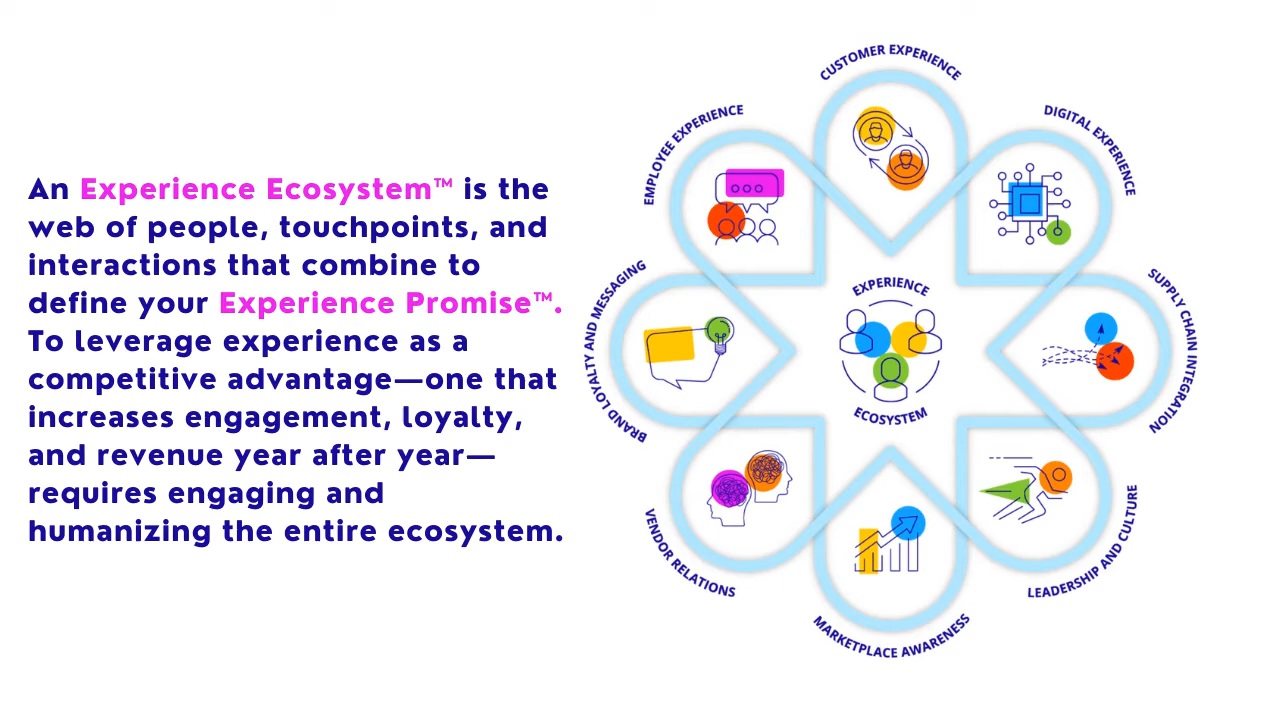 An Experience Ecosystem™ is the
web of people, touchpoints, and
interactions that combine to
define your Experience Promise™.
To leverage experience as a
competitive advantage—one that
increases engagement, loyalty,
and revenue year after year—
requires engaging and
humanizing the entire ecosystem.
CUSTOMER EXPERIENCE
DIGITAL EXPERIENCE
SUPPLY CHAIN INTEGRATION
LEADERSHIP AND CULTURE
MARKETPLACE AWARENESS
VENDOR RELATIONS
BRAND LOYALTY AND MESSAGING
EMPLOYEE EXPERIENCE
EXPERIENCE
ECOSYSTEM